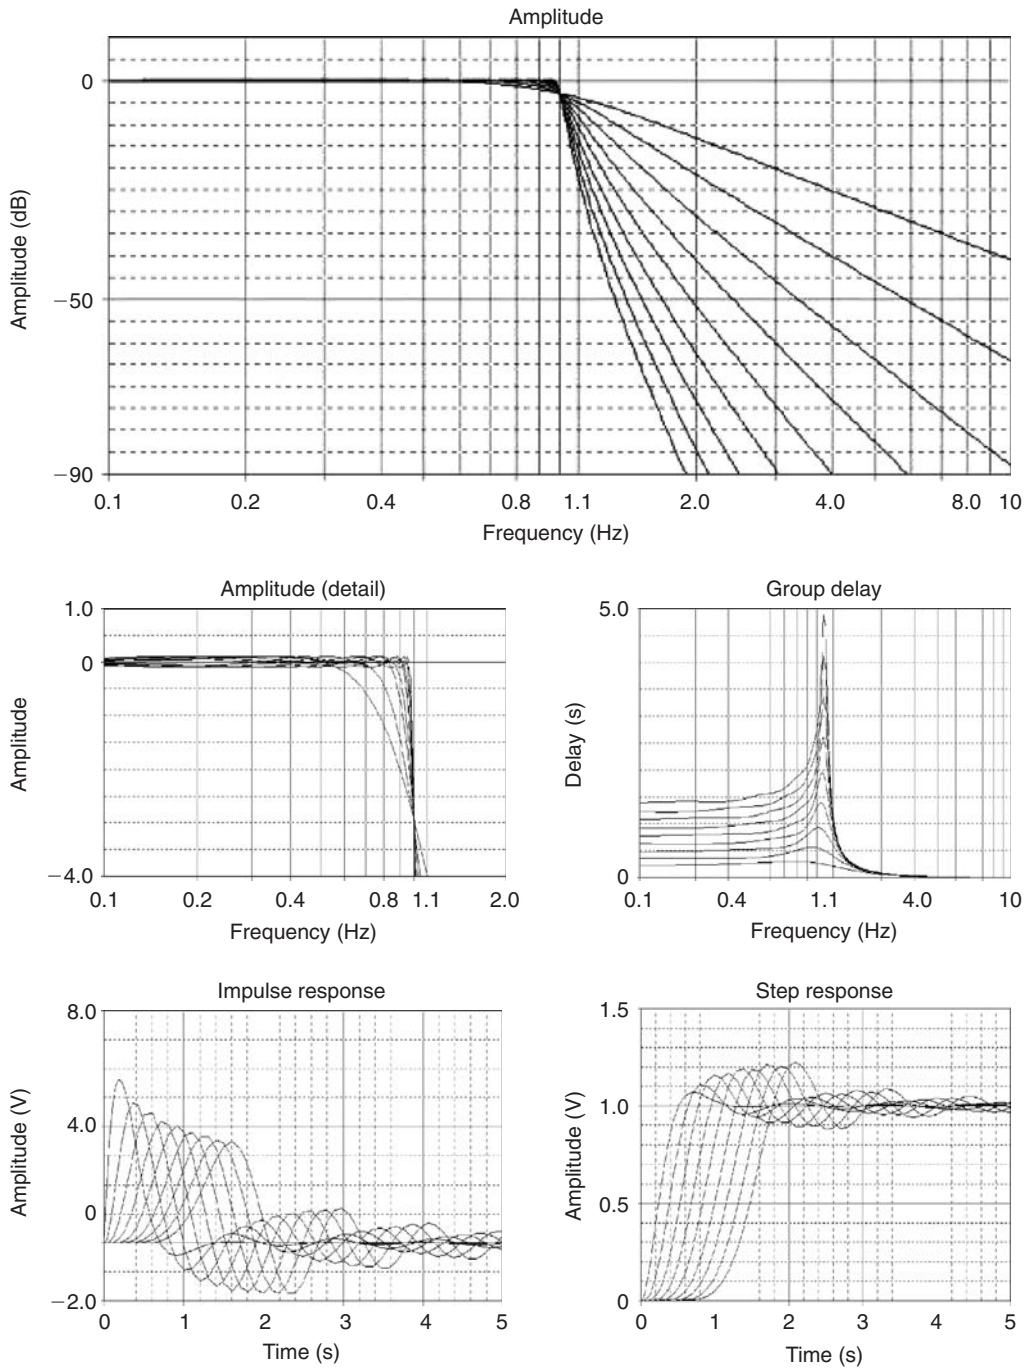 Amplitude
0
−50
−90
Amplitude (dB)
0.1 0.2 0.4 0.8 1.1 2.0 4.0 8.0 10
Frequency (Hz)
Amplitude (detail)
1.0
0
−4.0
Amplitude
0.1 0.2 0.4 0.8 1.1 2.0
Frequency (Hz)
Group delay
5.0
0
Delay (s)
0.1 0.4 1.1 4.0 10
Frequency (Hz)
Impulse response
8.0
4.0
0
−2.0
Amplitude (V)
0 1 2 3 4 5
Time (s)
Step response
1.5
1.0
0.5
0
Amplitude (V)
0 1 2 3 4 5
Time (s)